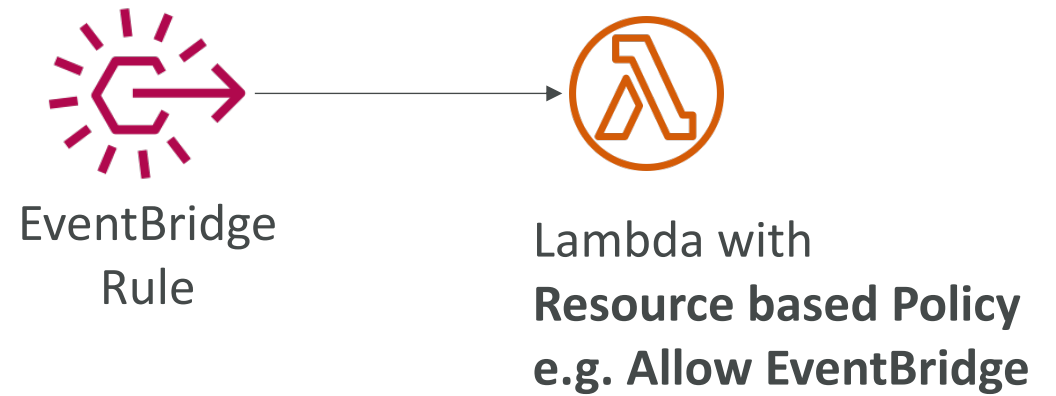 EventBridge
Rule
Lambda with
Resource based Policy
e.g. Allow EventBridge